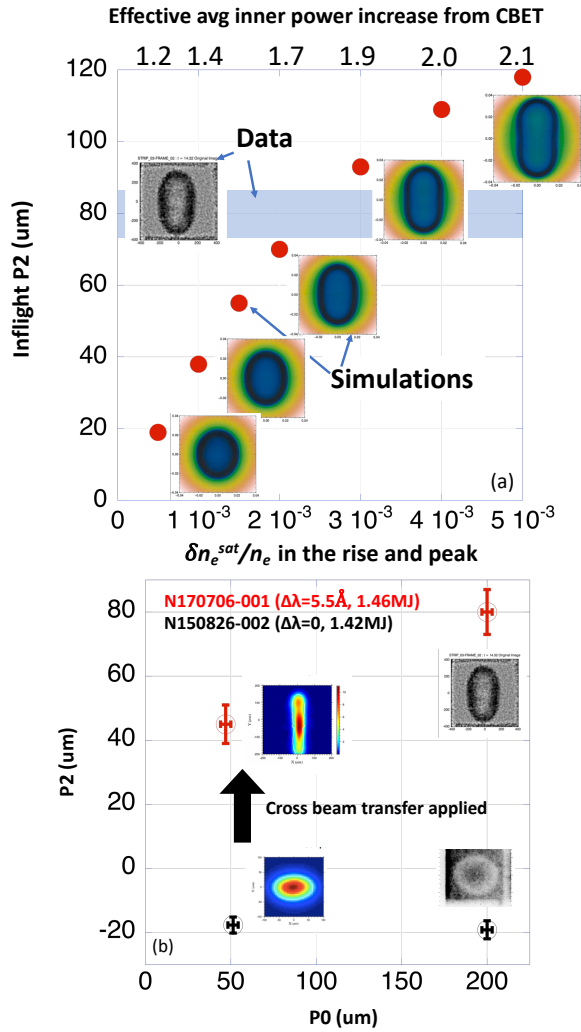 Effective avg inner power increase from CBET
1.2 1.4 1.7 1.9 2.0 2.1
120
100
80
60
40
20
0
Inflight P2 (um)
Data
Simulations
(a)
0 1 10⁻³ 2 10⁻³ 3 10⁻³ 4 10⁻³ 5 10⁻³
δnₑˢᵃᵗ/nₑ in the rise and peak
N170706-001 (Δλ=5.5Å, 1.46MJ)
N150826-002 (Δλ=0, 1.42MJ)
80
60
40
20
0
-20
P2 (um)
Cross beam transfer applied
(b)
0 50 100 150 200
P0 (um)